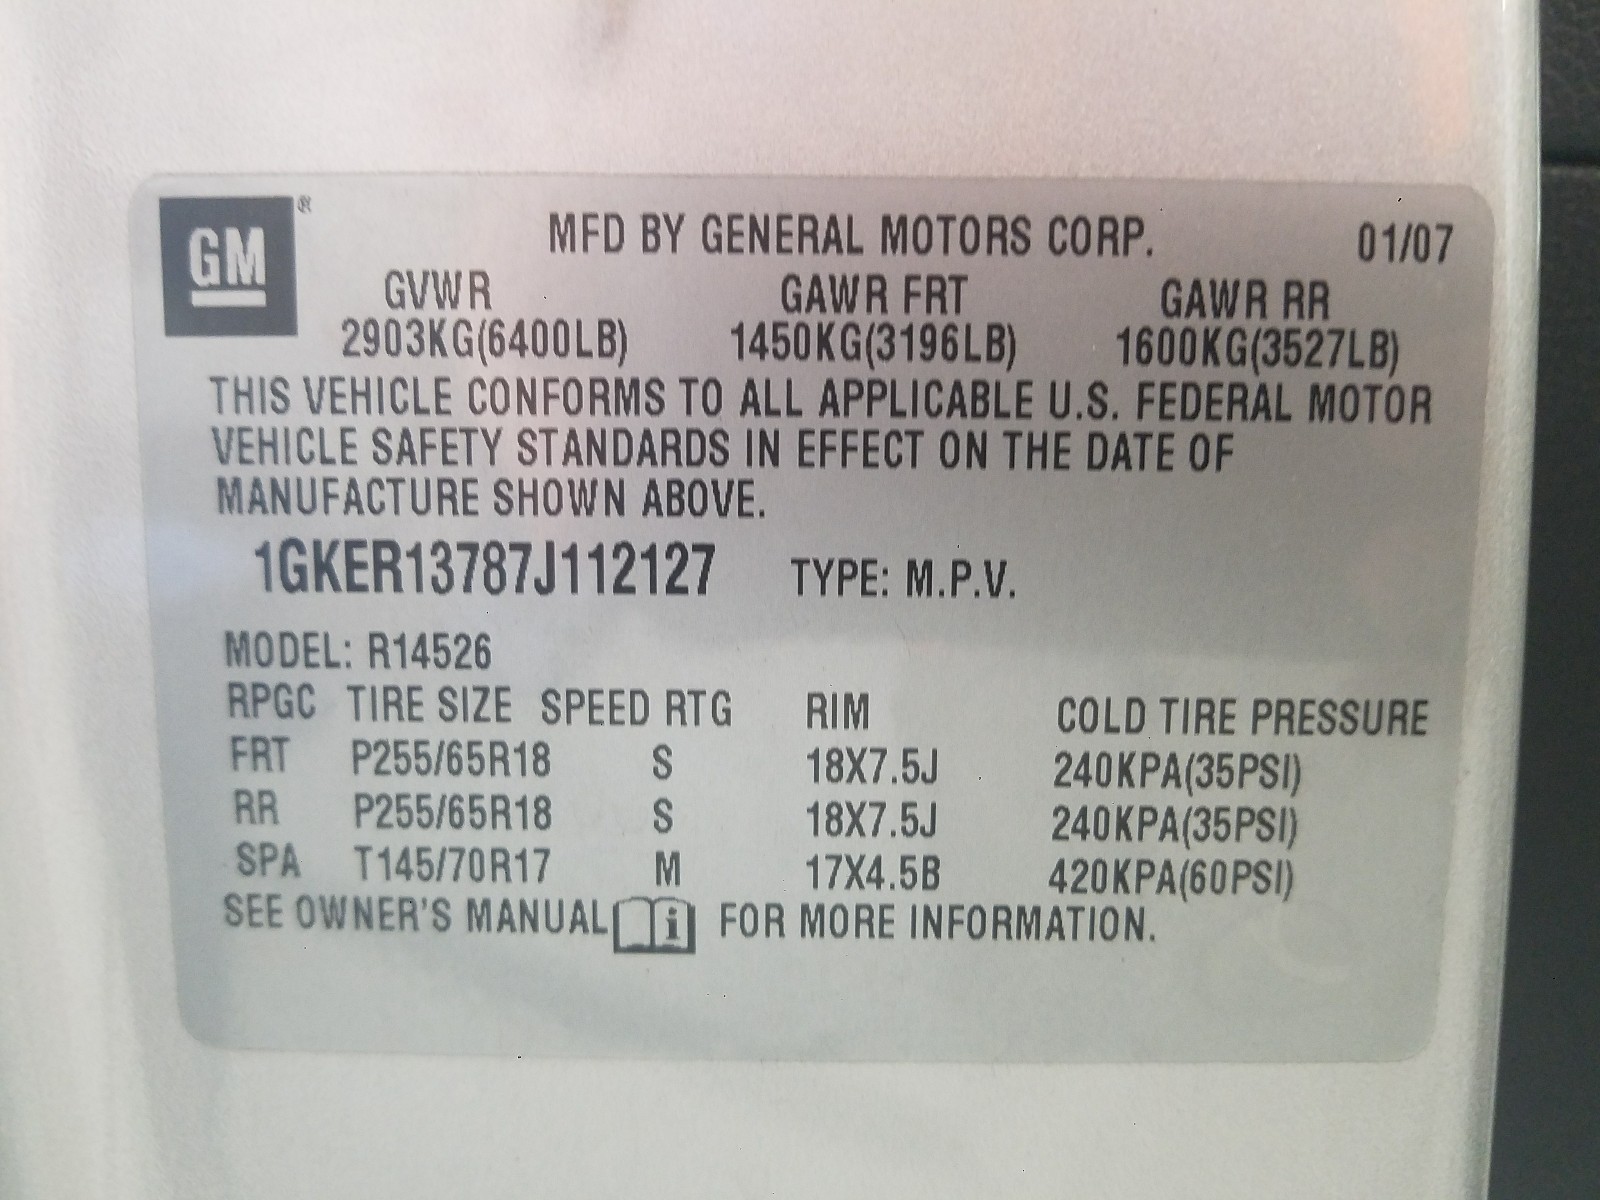 GM ®
MFD BY GENERAL MOTORS CORP. 01/07
GVWR GAWR FRT GAWR RR
2903KG(6400LB) 1450KG(3196LB) 1600KG(3527LB)
THIS VEHICLE CONFORMS TO ALL APPLICABLE U.S. FEDERAL MOTOR
VEHICLE SAFETY STANDARDS IN EFFECT ON THE DATE OF
MANUFACTURE SHOWN ABOVE.
1GKER13787J112127 TYPE: M.P.V.
MODEL: R14526
RPGC TIRE SIZE SPEED RTG RIM COLD TIRE PRESSURE
FRT P255/65R18 S 18X7.5J 240KPA(35PSI)
RR P255/65R18 S 18X7.5J 240KPA(35PSI)
SPA T145/70R17 M 17X4.5B 420KPA(60PSI)
SEE OWNER'S MANUAL i FOR MORE INFORMATION.